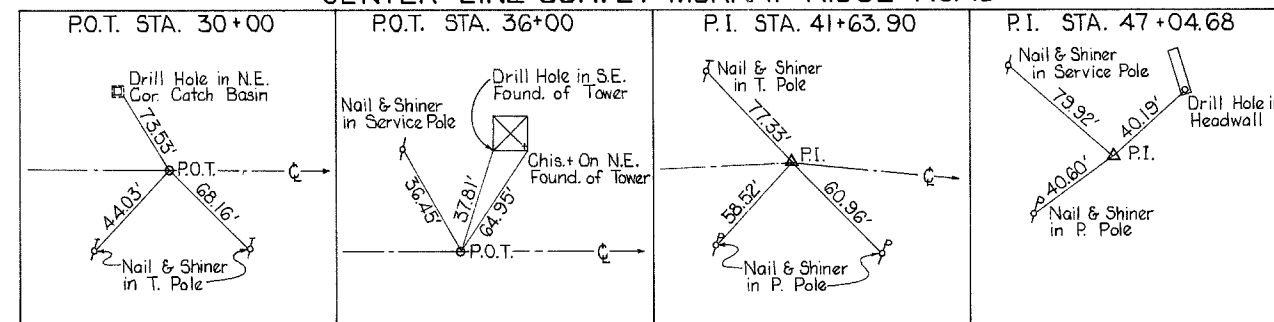 P.O.T. STA. 30+00
Drill Hole in N.E.
Cor. Catch Basin
73.53'
P.O.T.
℄
44.03'
68.16'
Nail & Shiner
in T. Pole
P.O.T. STA. 36+00
Drill Hole in S.E.
Found. of Tower
Nail & Shiner
in Service Pole
Chis.+ On N.E.
Found. of Tower
36.45'
37.81'
64.95'
P.O.T.
℄
P.I. STA. 41+63.90
Nail & Shiner
in T. Pole
77.33'
P.I.
℄
58.52'
60.96'
Nail & Shiner
in P. Pole
P.I. STA. 47+04.68
Nail & Shiner
in Service Pole
79.92'
40.19'
Drill Hole i
Headwall
P.I.
40.60'
Nail & Shiner
in P. Pole